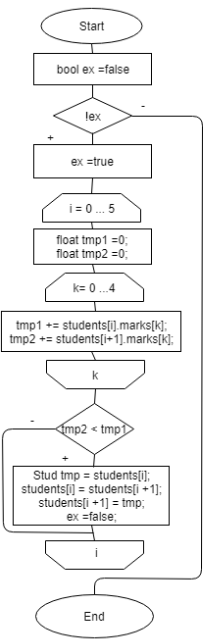 Start
bool ex =false
!ex
-
+
ex =true
i = 0 ... 5
float tmp1 =0;
float tmp2 =0;
k= 0 ...4
tmp1 += students[i].marks[k];
tmp2 += students[i+1].marks[k];
k
-
tmp2 < tmp1
+
Stud tmp = students[i];
students[i] = students[i +1];
students[i +1] = tmp;
ex =false;
i
End